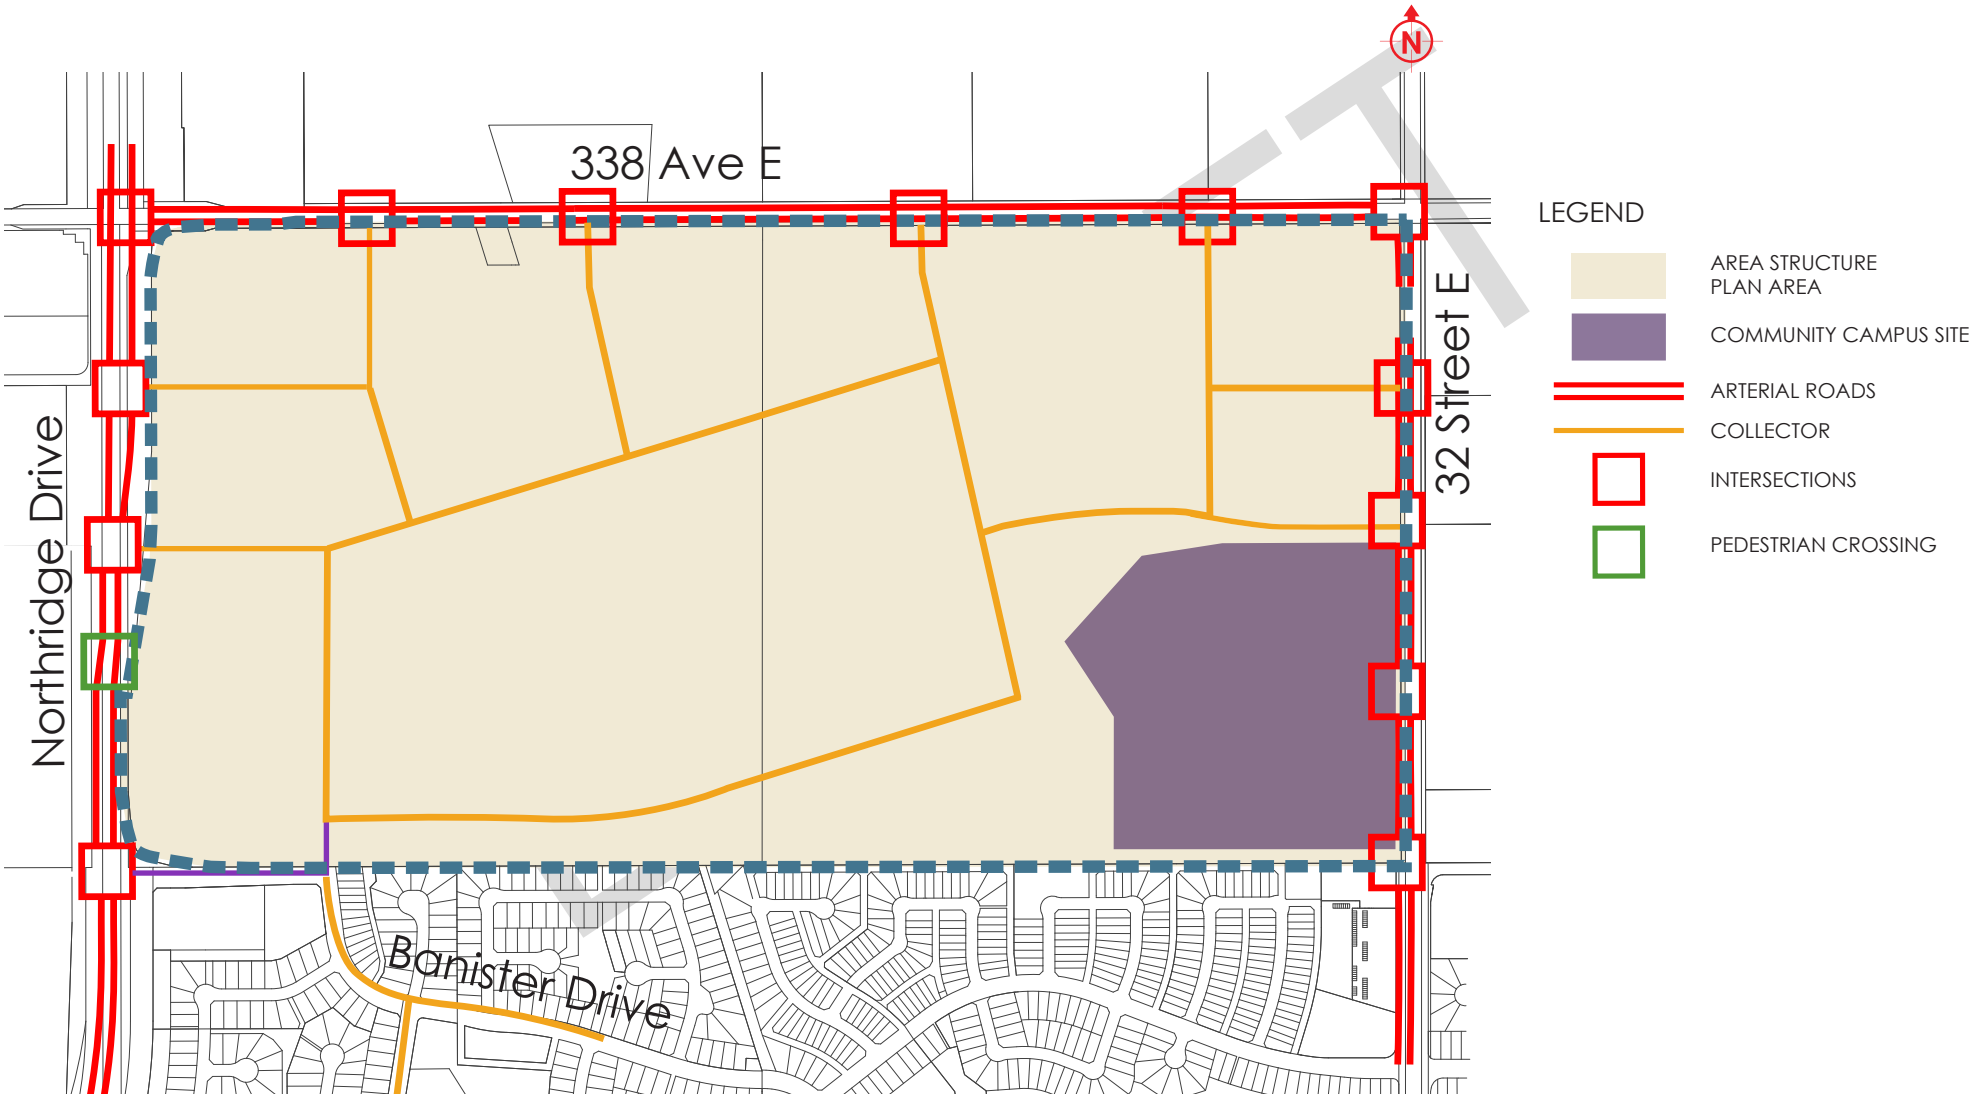 N
338 Ave E
LEGEND
AREA STRUCTURE
PLAN AREA
COMMUNITY CAMPUS SITE
ARTERIAL ROADS
COLLECTOR
INTERSECTIONS
PEDESTRIAN CROSSING
32 Street E
Northridge Drive
Banister Drive